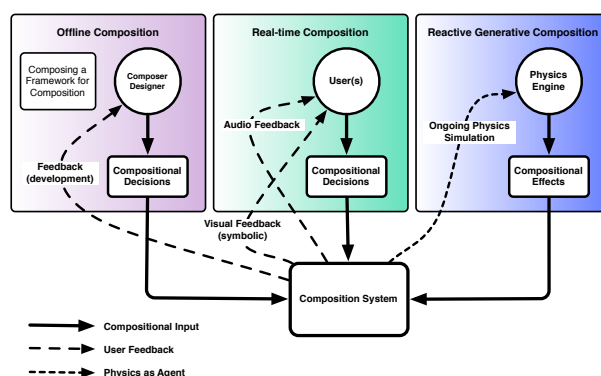 Offline Composition
Real-time Composition
Reactive Generative Composition
Composing a
Framework for
Composition
Composer
Designer
User(s)
Physics
Engine
Audio Feedback
Ongoing Physics
Simulation
Feedback
(development)
Compositional
Decisions
Compositional
Decisions
Compositional
Effects
Visual Feedback
(symbolic)
Composition System
Compositional Input
User Feedback
Physics as Agent